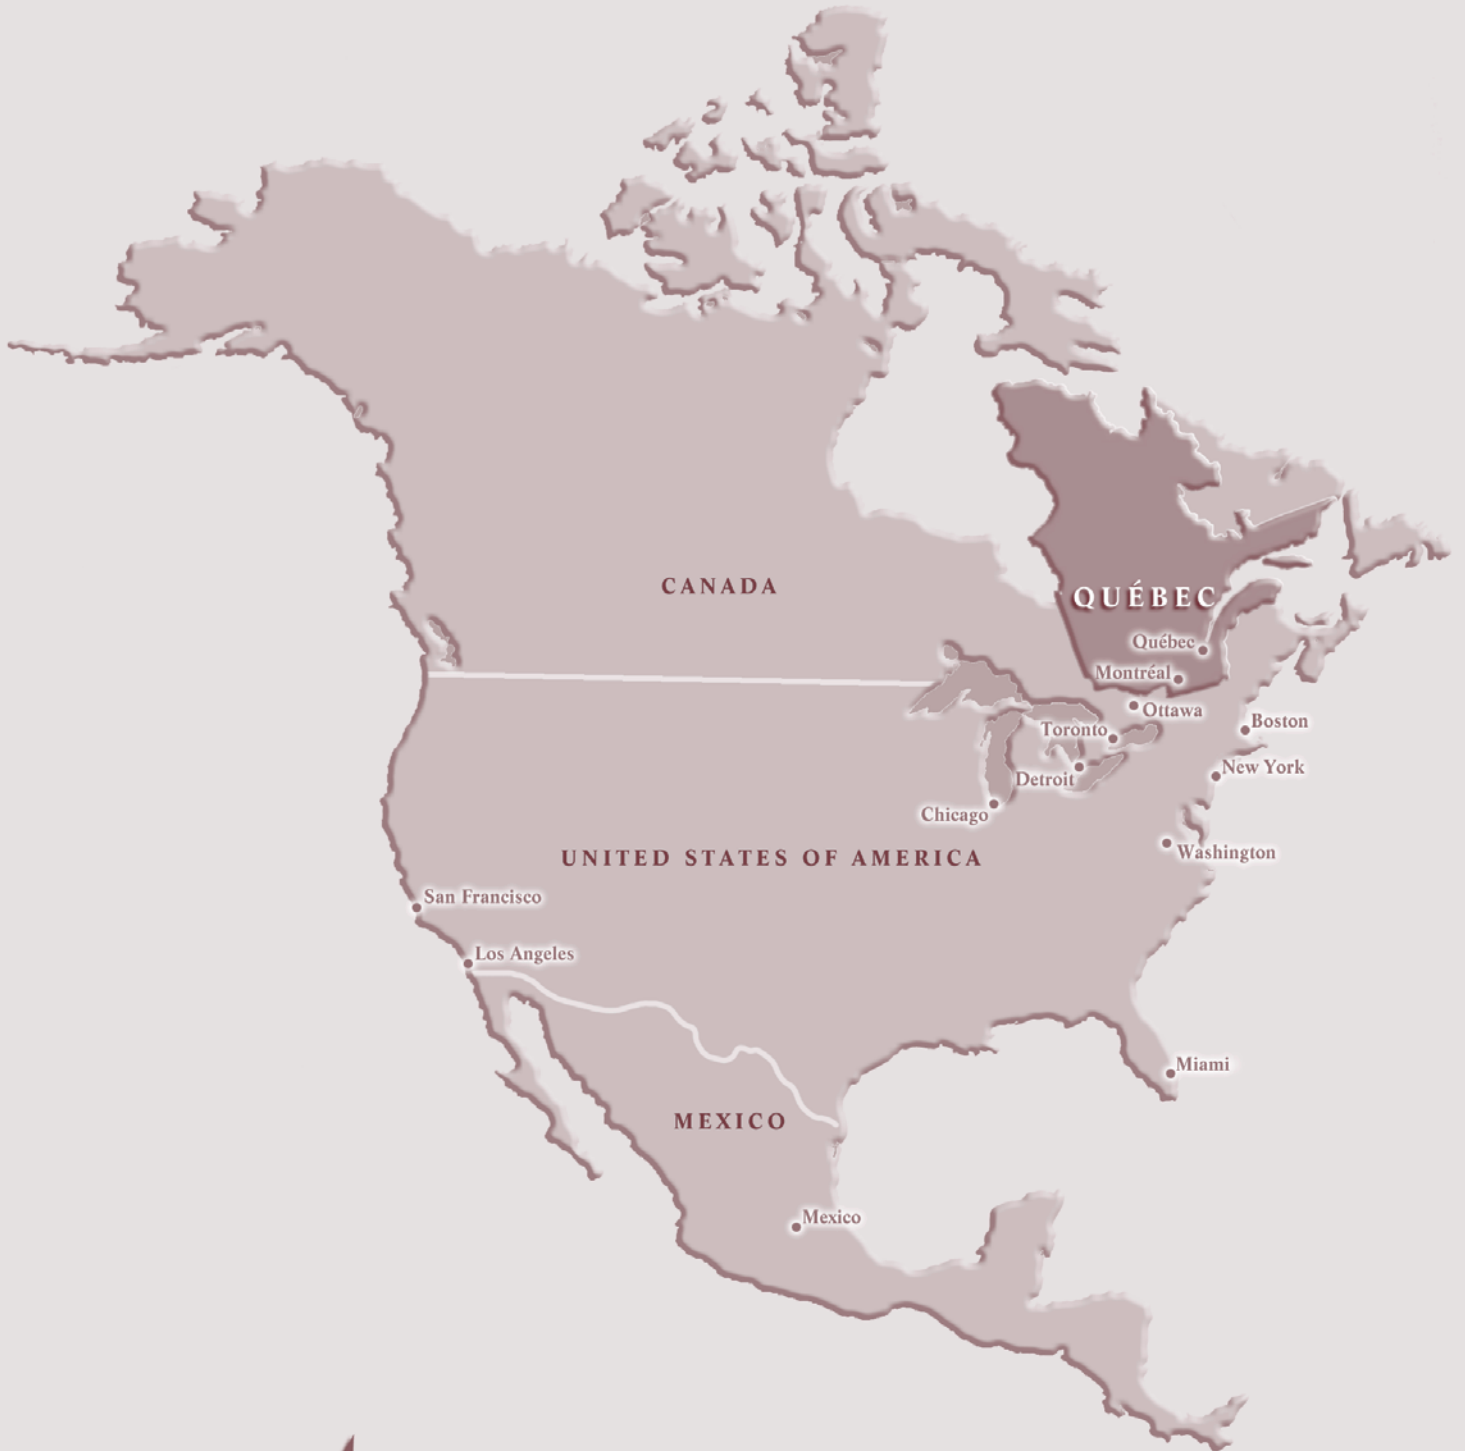 CANADA
QUÉBEC
Québec
Montréal
Ottawa
Boston
Toronto
New York
Detroit
Chicago
Washington
UNITED STATES OF AMERICA
San Francisco
Los Angeles
Miami
MEXICO
Mexico